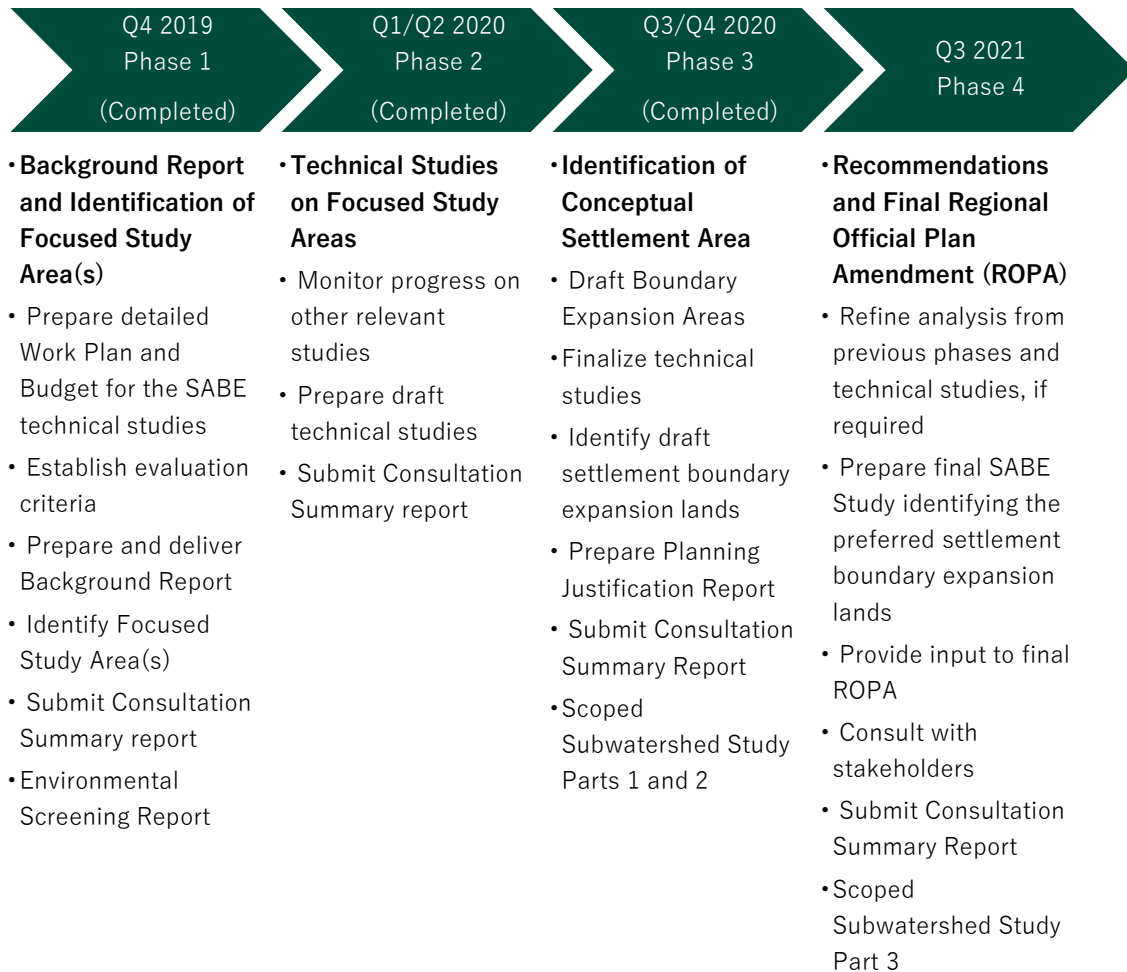 Q4 2019
Phase 1
(Completed)
Q1/Q2 2020
Phase 2
(Completed)
Q3/Q4 2020
Phase 3
(Completed)
Q3 2021
Phase 4
•Background Report
and Identification of
Focused Study
Area(s)
• Prepare detailed
Work Plan and
Budget for the SABE
technical studies
• Establish evaluation
criteria
• Prepare and deliver
Background Report
• Identify Focused
Study Area(s)
• Submit Consultation
Summary report
•Environmental
Screening Report
•Technical Studies
on Focused Study
Areas
• Monitor progress on
other relevant
studies
• Prepare draft
technical studies
• Submit Consultation
Summary report
•Identification of
Conceptual
Settlement Area
• Draft Boundary
Expansion Areas
•Finalize technical
studies
• Identify draft
settlement boundary
expansion lands
• Prepare Planning
Justification Report
• Submit Consultation
Summary Report
•Scoped
Subwatershed Study
Parts 1 and 2
•Recommendations
and Final Regional
Official Plan
Amendment (ROPA)
• Refine analysis from
previous phases and
technical studies, if
required
• Prepare final SABE
Study identifying the
preferred settlement
boundary expansion
lands
• Provide input to final
ROPA
• Consult with
stakeholders
• Submit Consultation
Summary Report
•Scoped
Subwatershed Study
Part 3